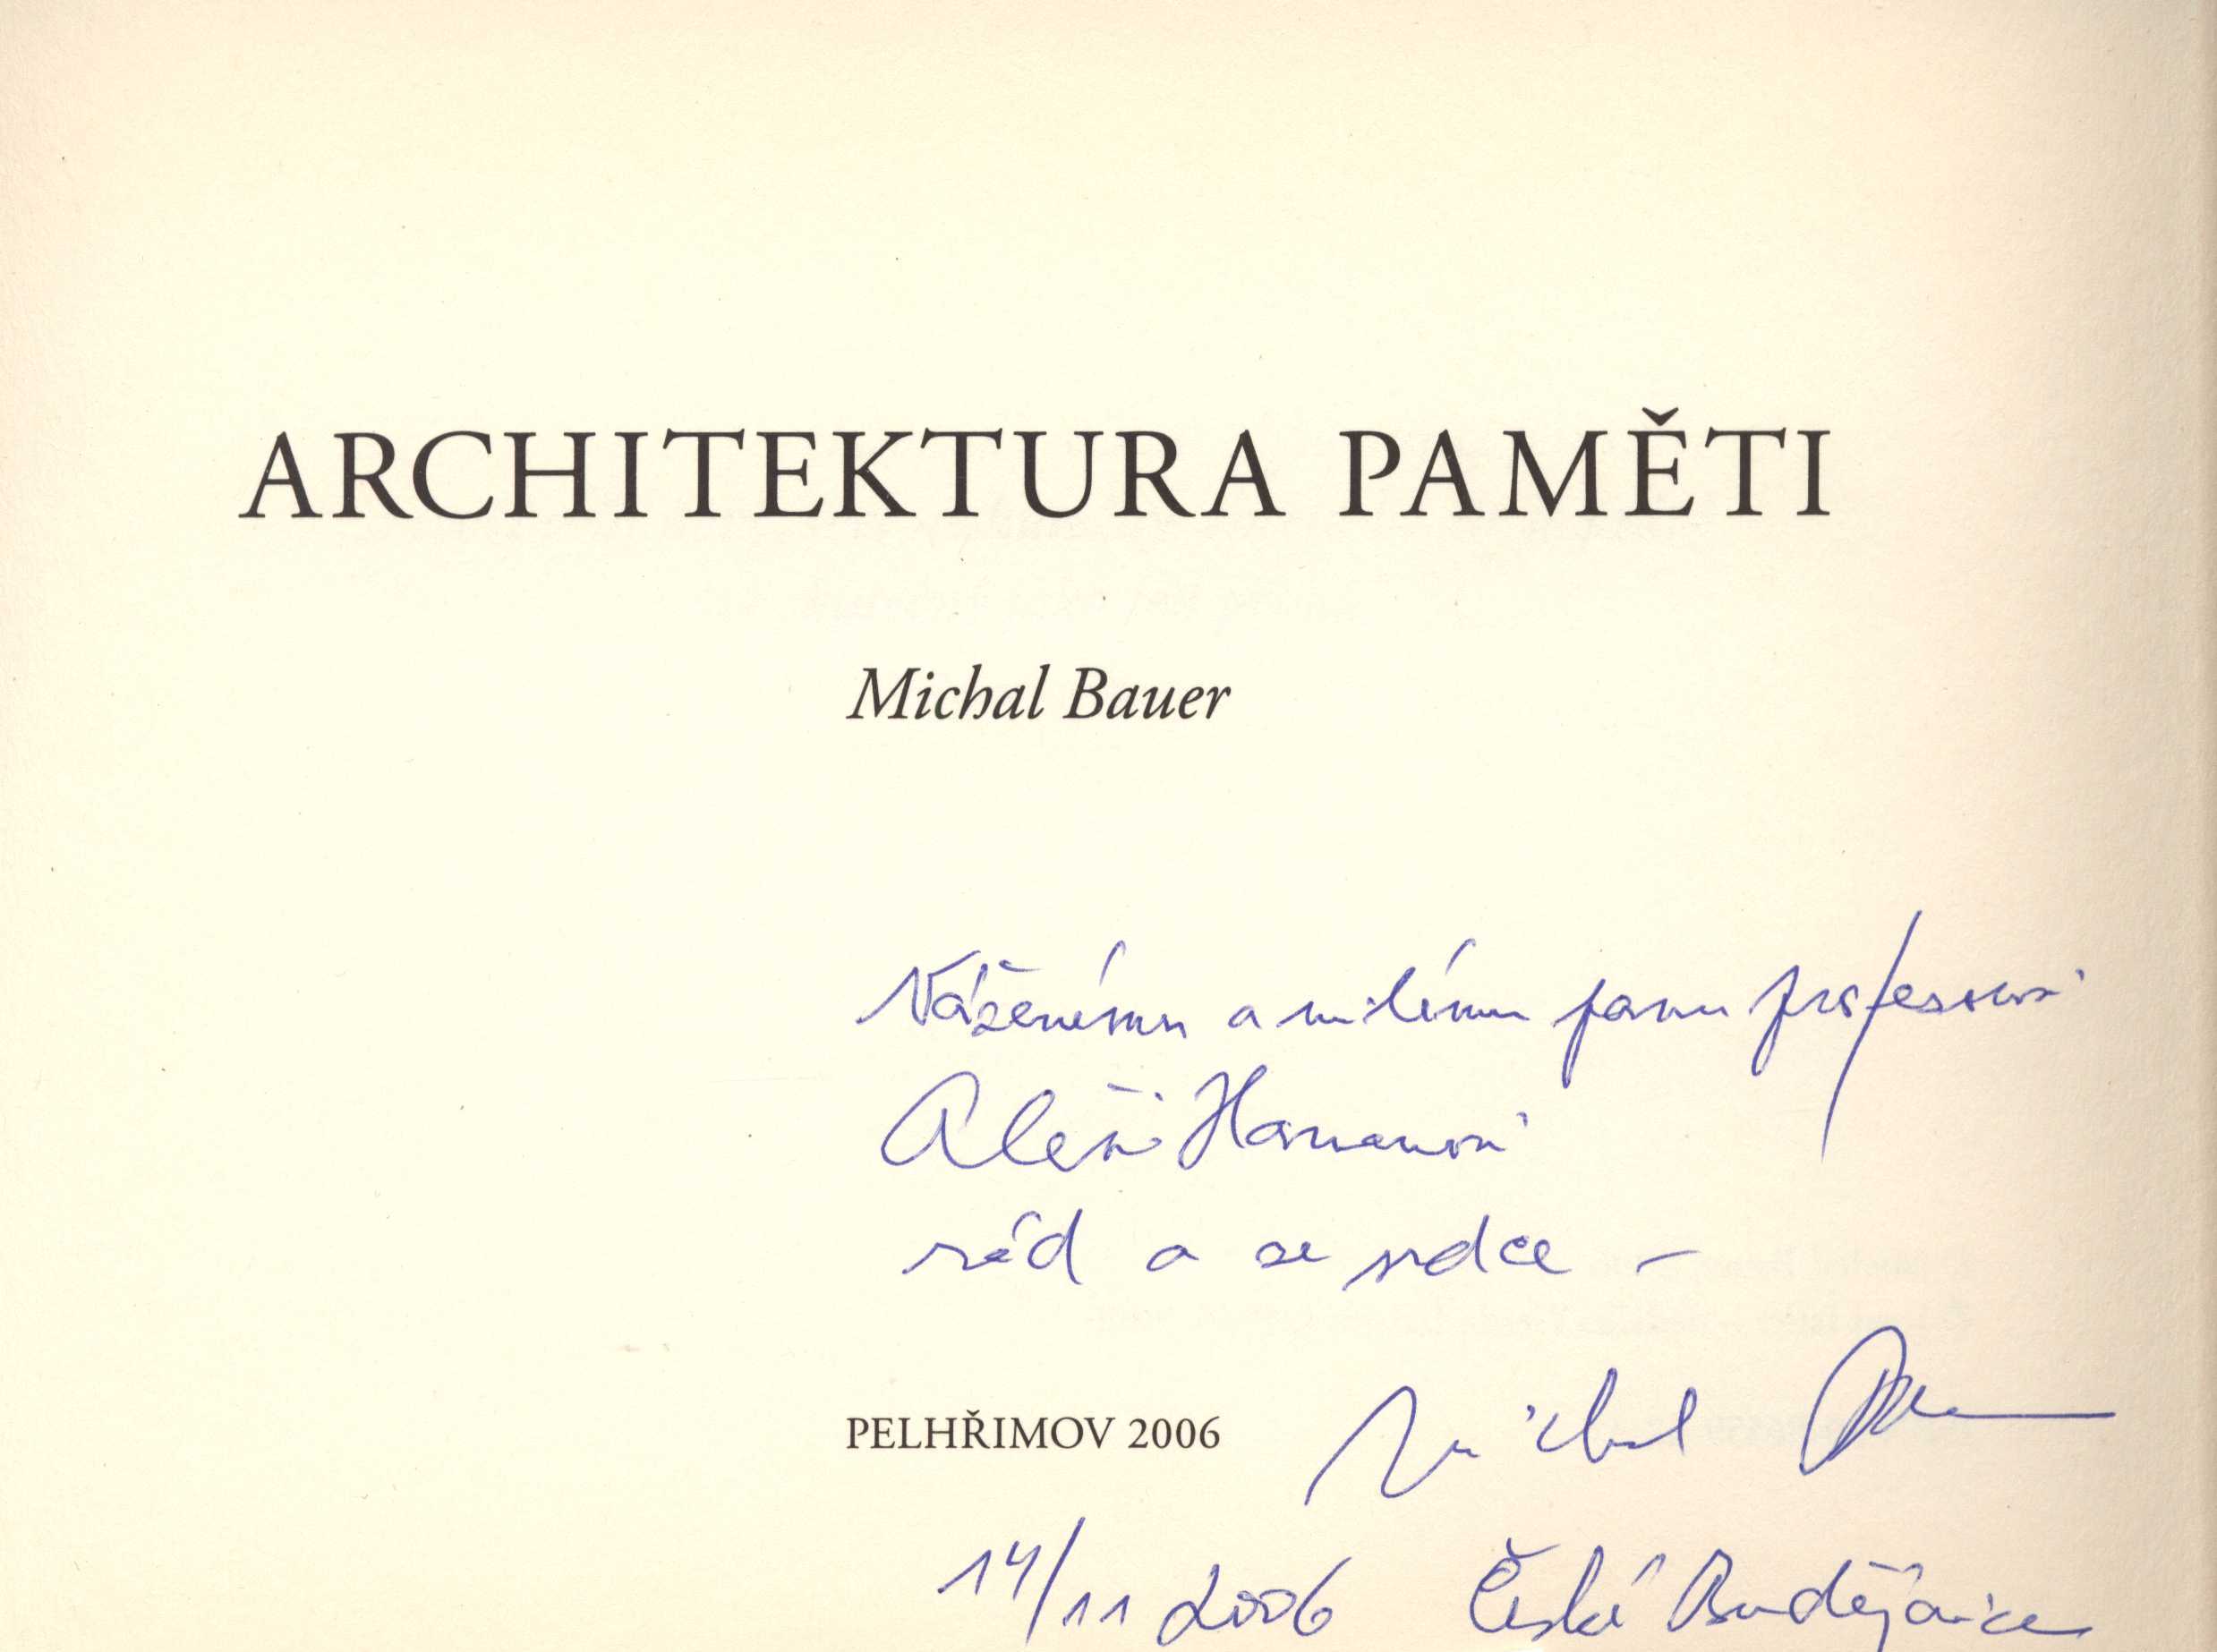 ARCHITEKTURA PAMĚTI
Michal Bauer
Váženému a milému panu profesorovi
Aleši Hamanovi
rád a ze srdce –
PELHŘIMOV 2006
Michal Bauer
14/11 2006 České Budějovice